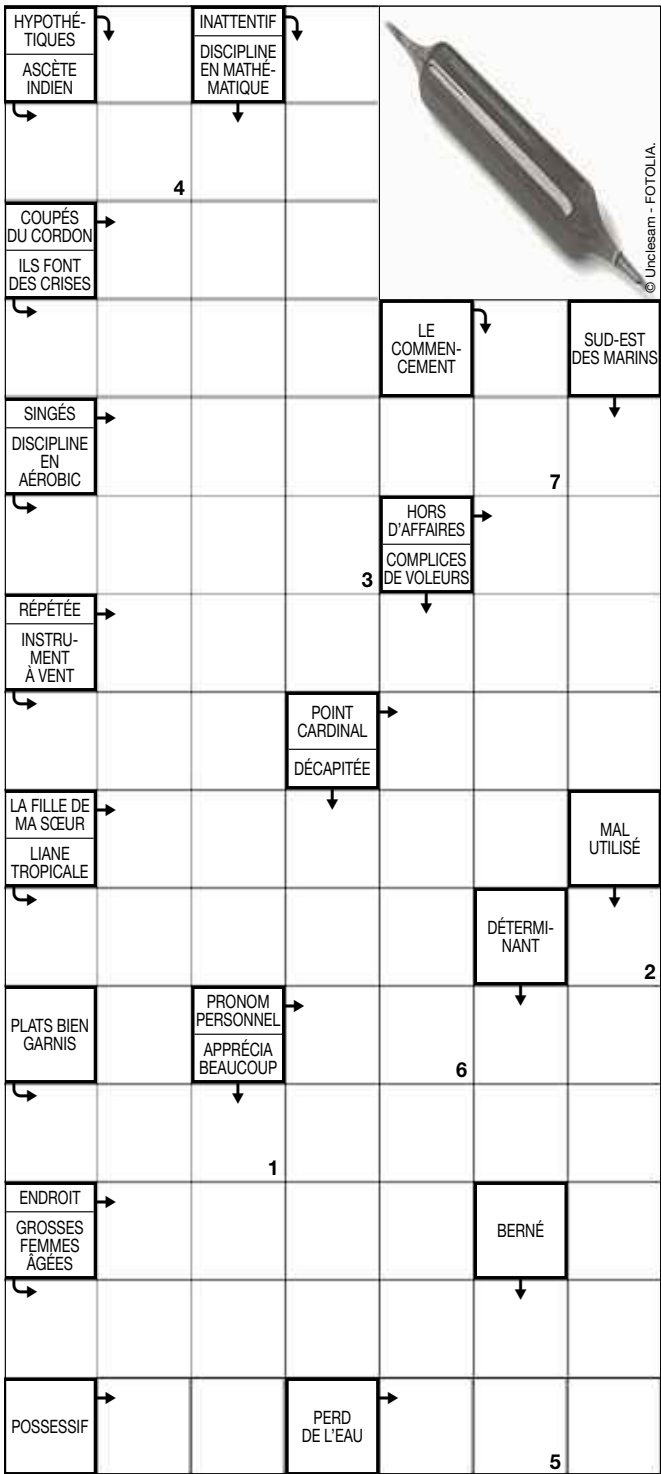 HYPOTHÉ-
TIQUES
ASCÈTE
INDIEN
INATTENTIF
DISCIPLINE
EN MATHÉ-
MATIQUE
© Unclesam - FOTOLIA.
4
COUPÉS
DU CORDON
ILS FONT
DES CRISES
LE
COMMEN-
CEMENT
SUD-EST
DES MARINS
SINGÉS
DISCIPLINE
EN
AÉROBIC
7
HORS
D'AFFAIRES
COMPLICES
DE VOLEURS
3
RÉPÉTÉE
INSTRU-
MENT
À VENT
POINT
CARDINAL
DÉCAPITÉE
LA FILLE DE
MA SŒUR
LIANE
TROPICALE
MAL
UTILISÉ
DÉTERMI-
NANT
2
PLATS BIEN
GARNIS
PRONOM
PERSONNEL
APPRÉCIA
BEAUCOUP
6
1
ENDROIT
GROSSES
FEMMES
ÂGÉES
BERNÉ
POSSESSIF
PERD
DE L'EAU
5